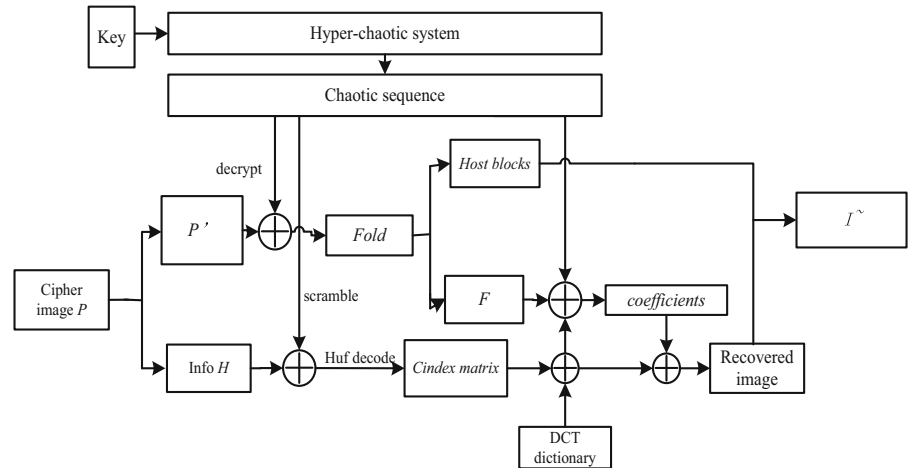 Key
Hyper-chaotic system
Chaotic sequence
decrypt
Host blocks
P'
Fold
I~
Cipher
image P
scramble
F
coefficients
Info H
Huf decode
Cindex matrix
Recovered
image
DCT
dictionary